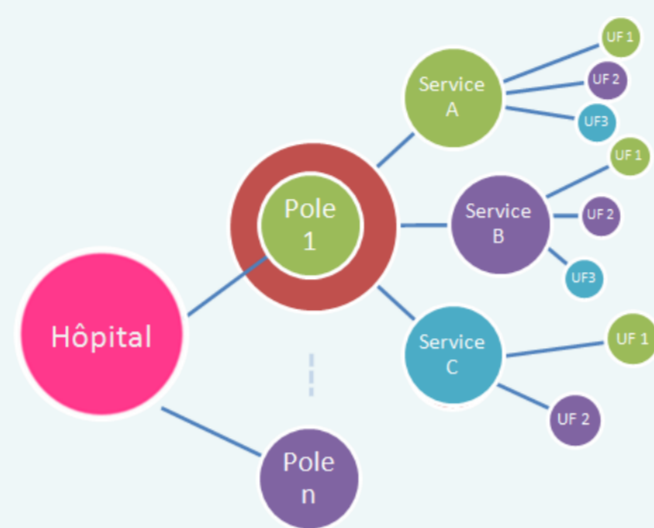 UF 1
Service
A
UF 2
UF3
UF 1
Pole
1
Service
B
UF 2
UF3
Hôpital
Service
C
UF 1
UF 2
Pole
n